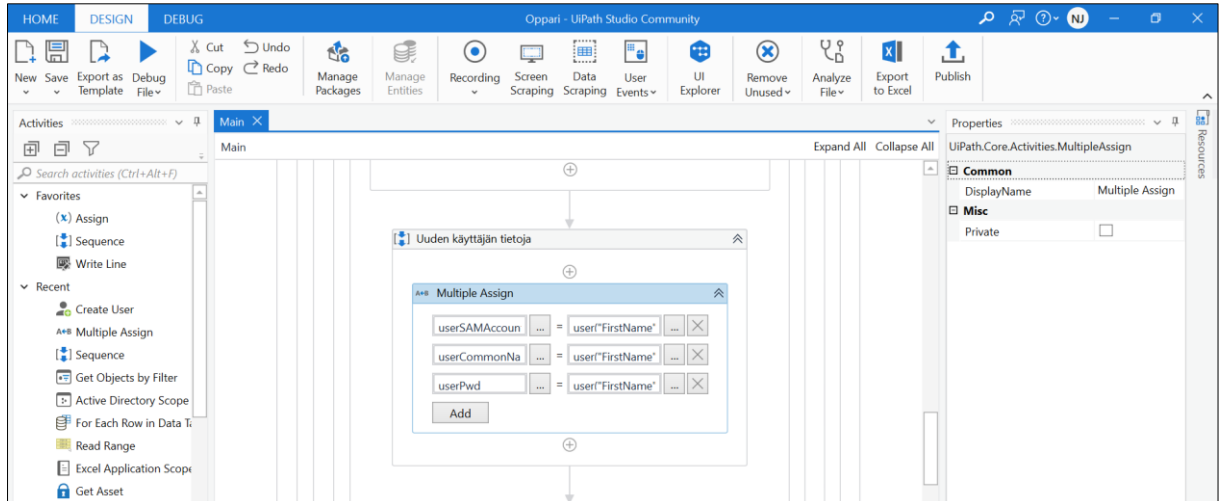 HOME DESIGN DEBUG Oppari - UiPath Studio Community NJ
New Save Export as Template Debug File Cut Copy Paste Undo Redo Manage Packages Manage Entities Recording Screen Scraping Data Scraping User Events UI Explorer Remove Unused Analyze File Export to Excel Publish
Activities
Search activities (Ctrl+Alt+F)
Favorites
(x) Assign
Sequence
Write Line
Recent
Create User
A+B Multiple Assign
Sequence
Get Objects by Filter
Active Directory Scope
For Each Row in Data Ta
Read Range
Excel Application Scope
Get Asset
Main
Main Expand All Collapse All
Uuden käyttäjän tietoja
A+B Multiple Assign
userSAMAccoun ... = user("FirstName" ...
userCommonNa ... = user("FirstName" ...
userPwd ... = user("FirstName" ...
Add
Properties
UiPath.Core.Activities.MultipleAssign
Common
DisplayName Multiple Assign
Misc
Private
Resources